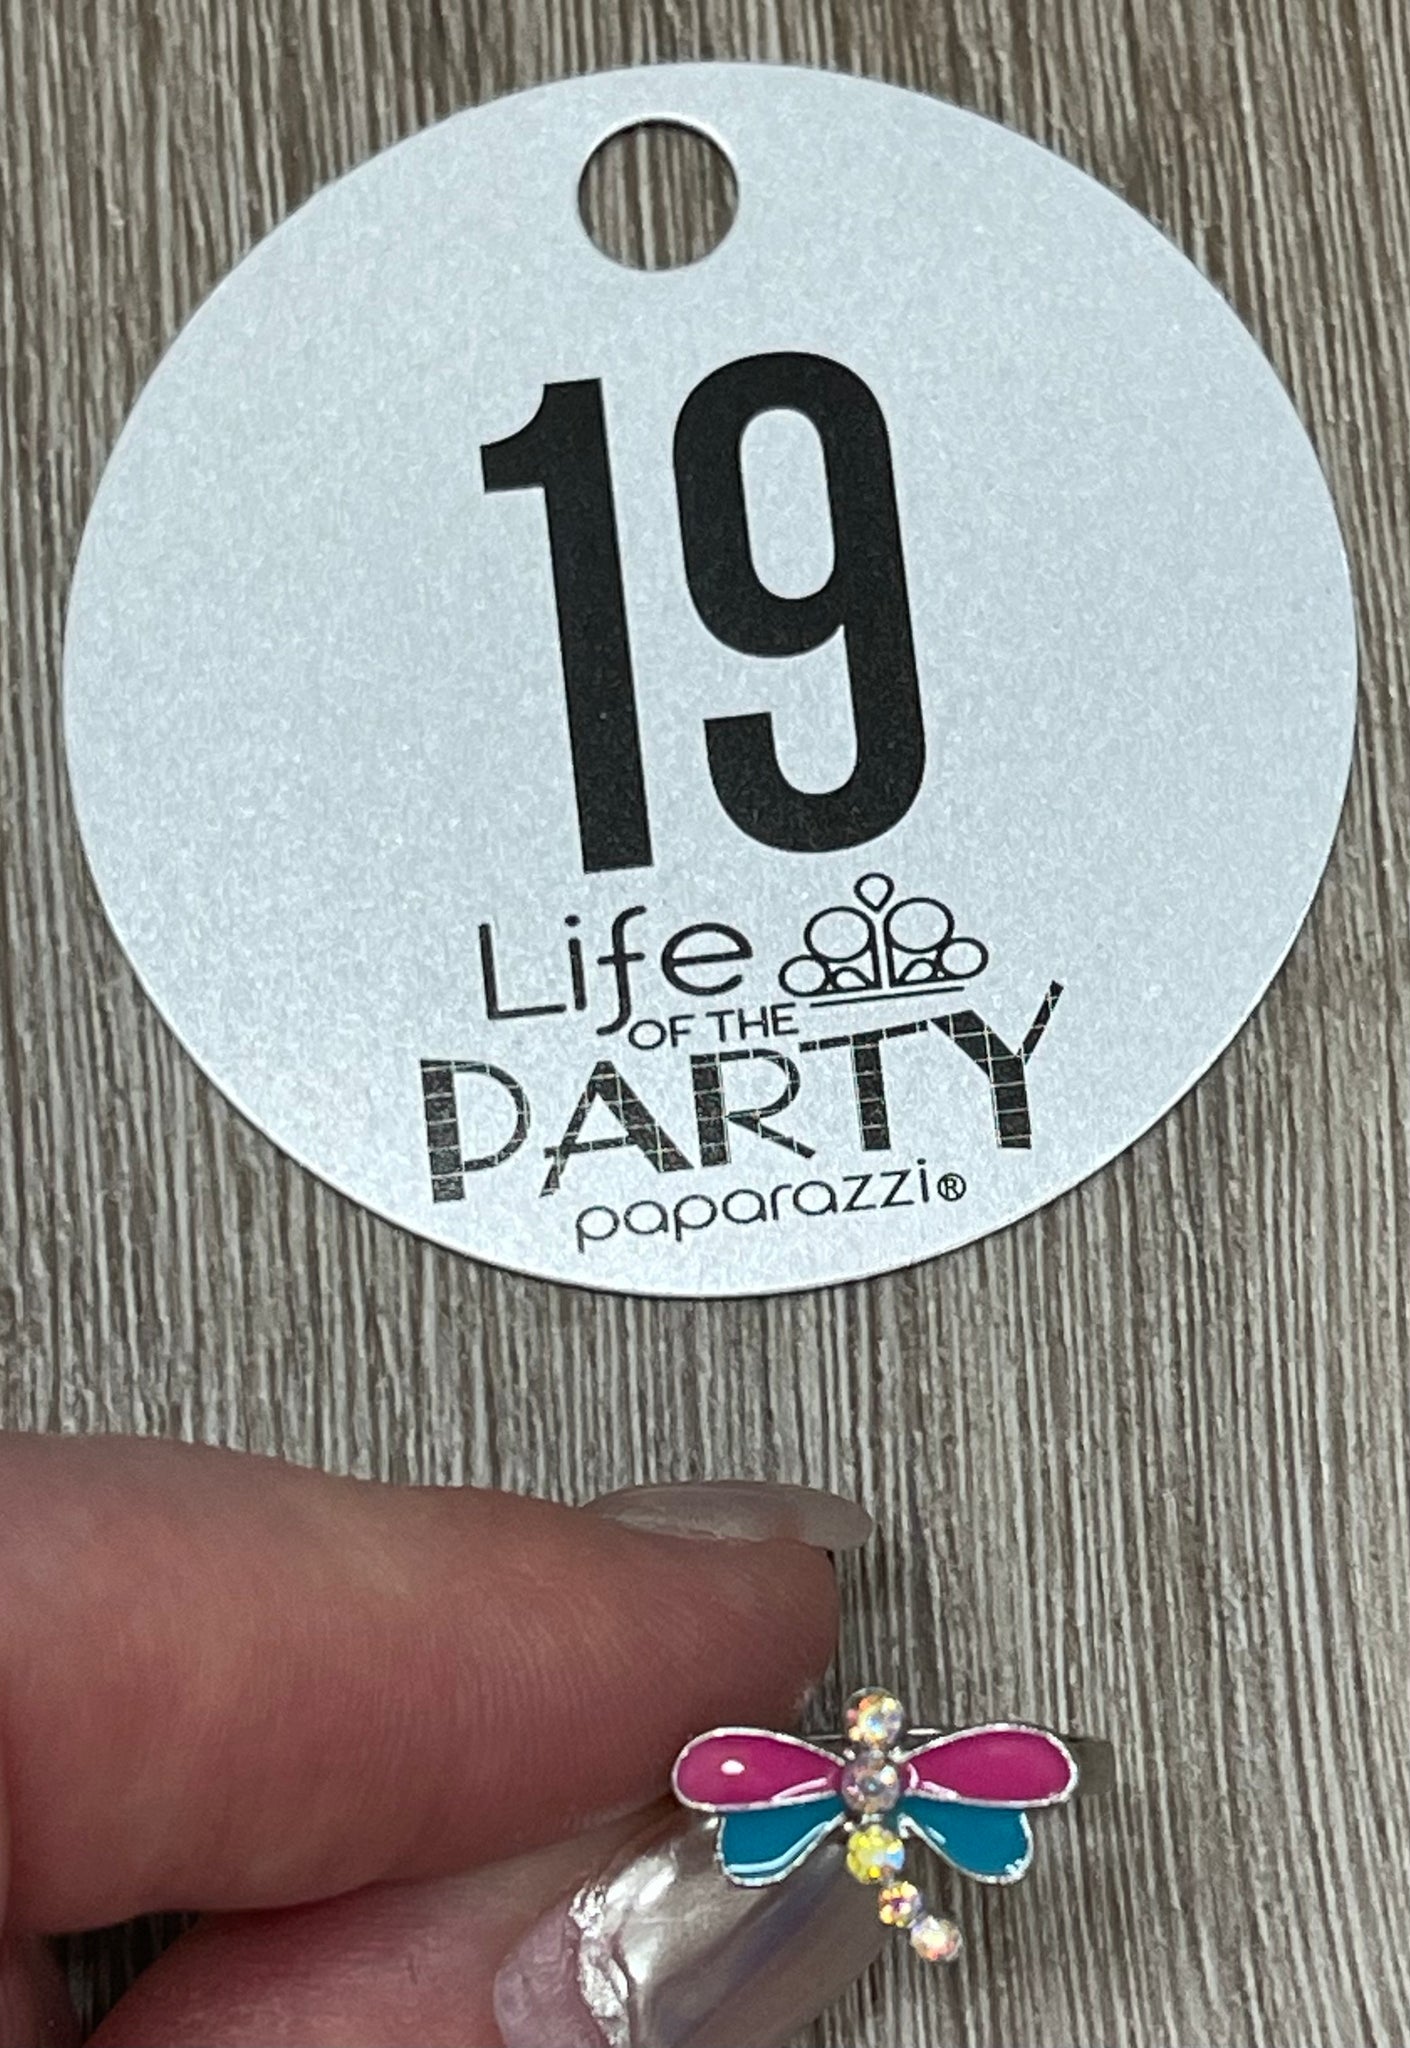 19
Life
OF THE
PARTY
paparazzi®